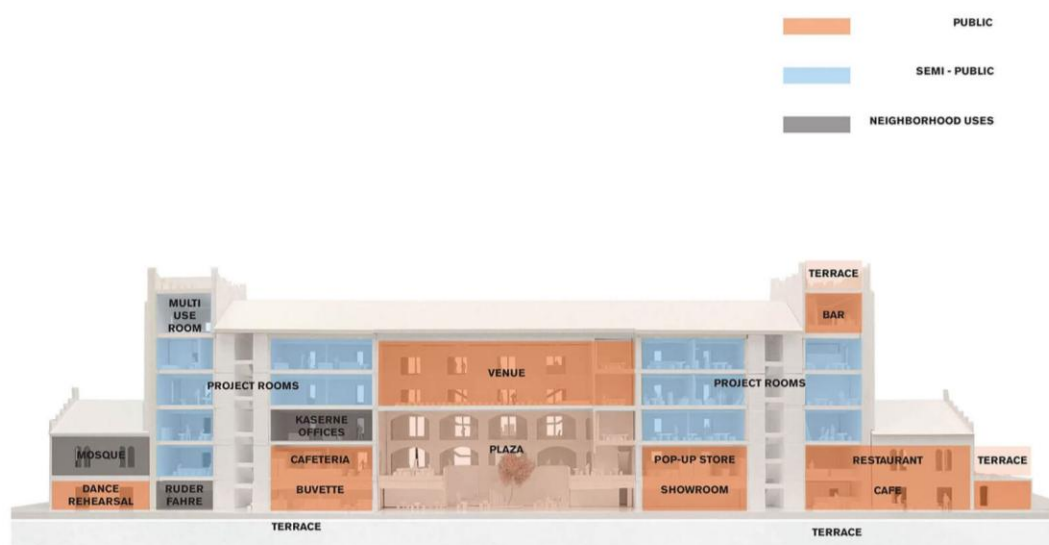 PUBLIC
SEMI - PUBLIC
NEIGHBORHOOD USES
TERRACE
MULTI
USE
ROOM
BAR
VENUE
PROJECT ROOMS
PROJECT ROOMS
KASERNE
OFFICES
PLAZA
MOSQUE
CAFETERIA
POP-UP STORE
RESTAURANT
TERRACE
DANCE
REHEARSAL
RUDER
FAHRE
BUVETTE
SHOWROOM
CAFE
TERRACE
TERRACE